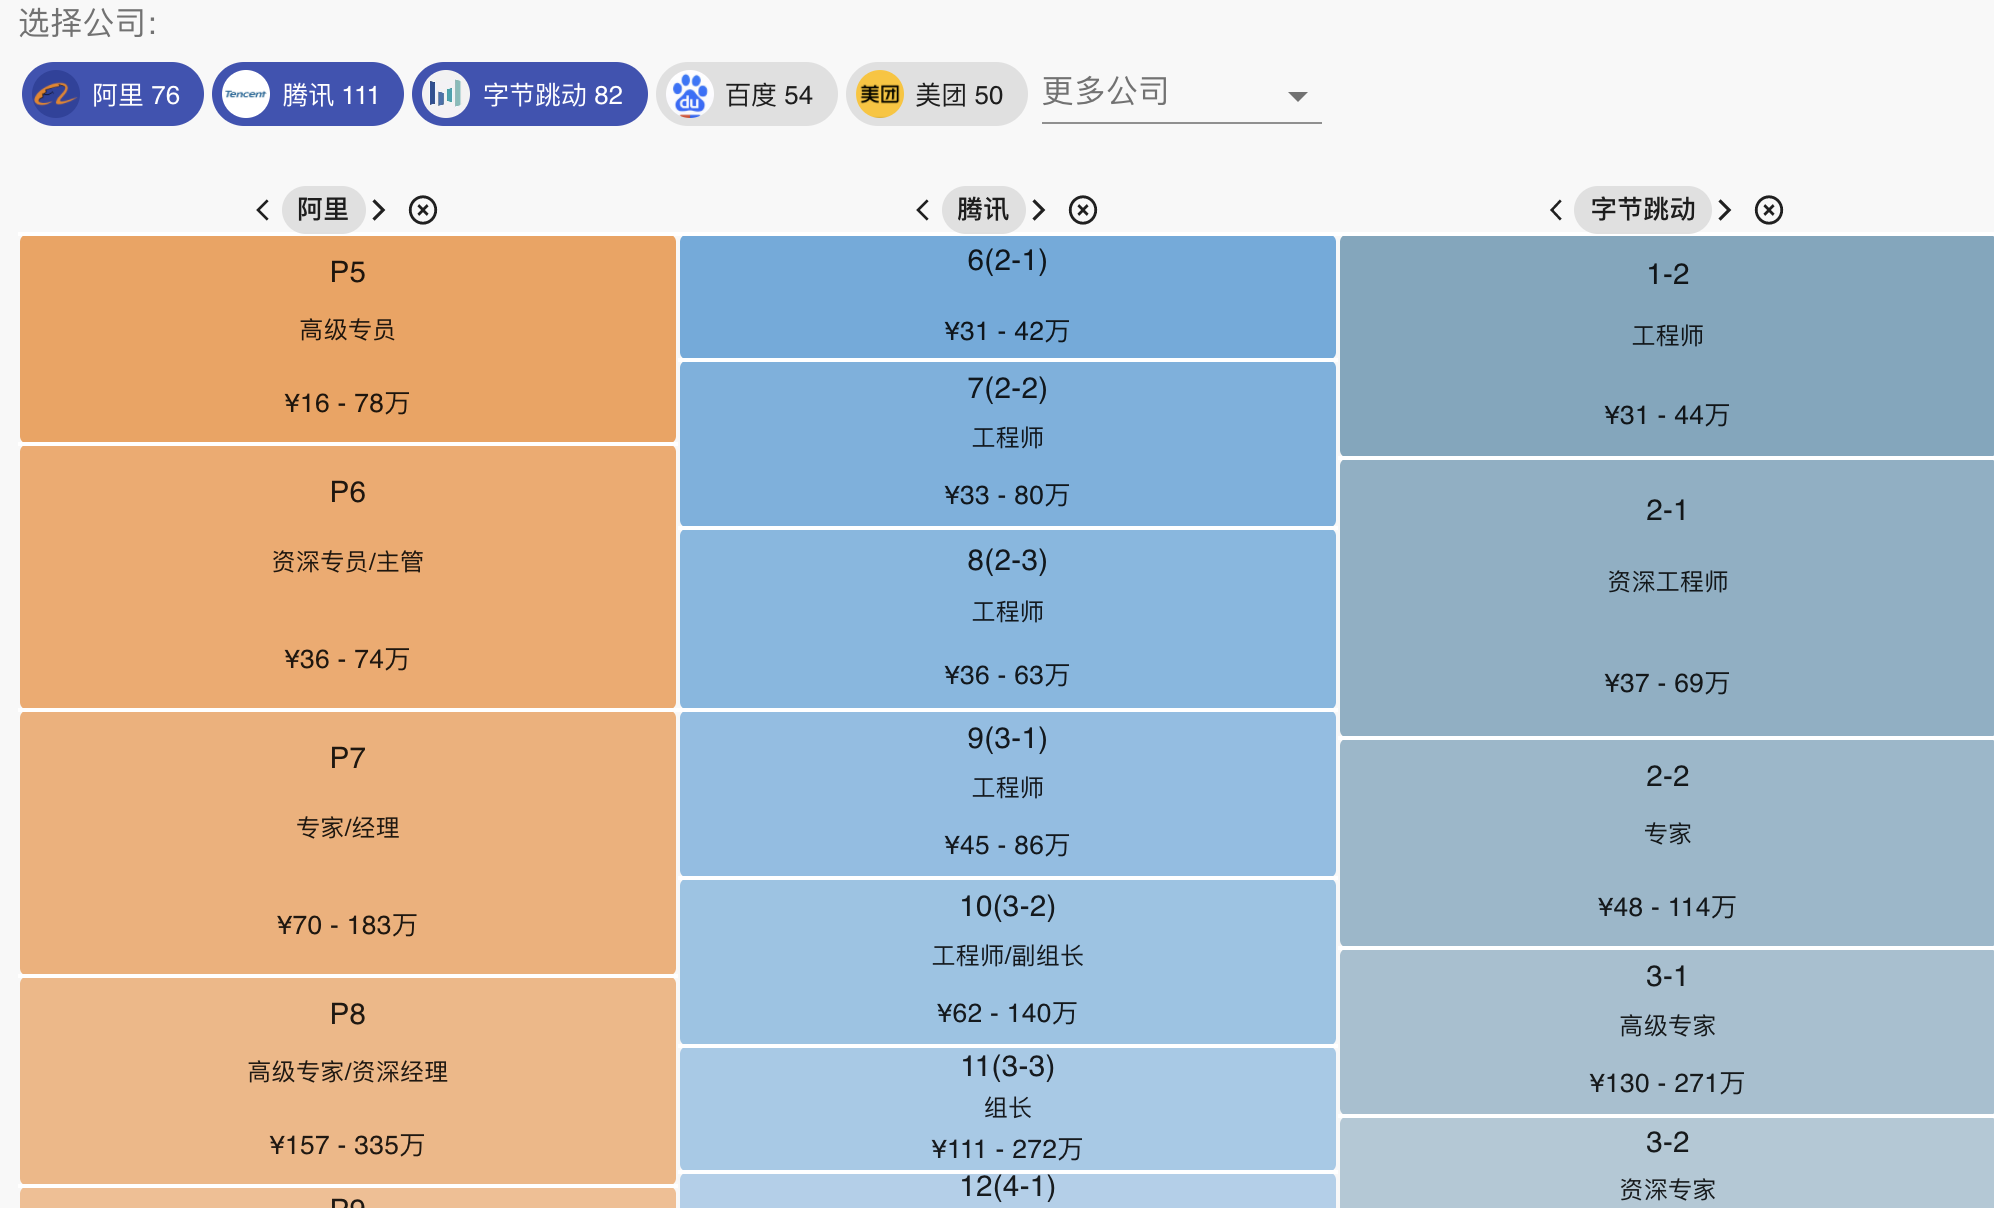 选择公司:
阿里 76
Tencent
腾讯 111
字节跳动 82
du
百度 54
美团
美团 50
更多公司
阿里
腾讯
字节跳动
P5
高级专员
¥16 - 78万
P6
资深专员/主管
¥36 - 74万
P7
专家/经理
¥70 - 183万
P8
高级专家/资深经理
¥157 - 335万
P9
6(2-1)
¥31 - 42万
7(2-2)
工程师
¥33 - 80万
8(2-3)
工程师
¥36 - 63万
9(3-1)
工程师
¥45 - 86万
10(3-2)
工程师/副组长
¥62 - 140万
11(3-3)
组长
¥111 - 272万
12(4-1)
1-2
工程师
¥31 - 44万
2-1
资深工程师
¥37 - 69万
2-2
专家
¥48 - 114万
3-1
高级专家
¥130 - 271万
3-2
资深专家